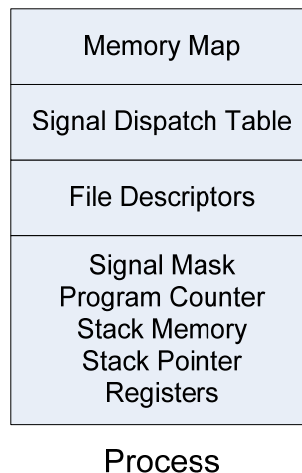 Memory Map
Signal Dispatch Table
File Descriptors
Signal Mask
Program Counter
Stack Memory
Stack Pointer
Registers
Process